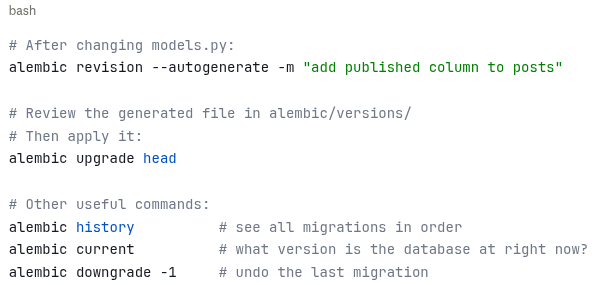 bash
# After changing models.py:
alembic revision --autogenerate -m "add published column to posts"
# Review the generated file in alembic/versions/
# Then apply it:
alembic upgrade head
# Other useful commands:
alembic history          # see all migrations in order
alembic current          # what version is the database at right now?
alembic downgrade -1     # undo the last migration